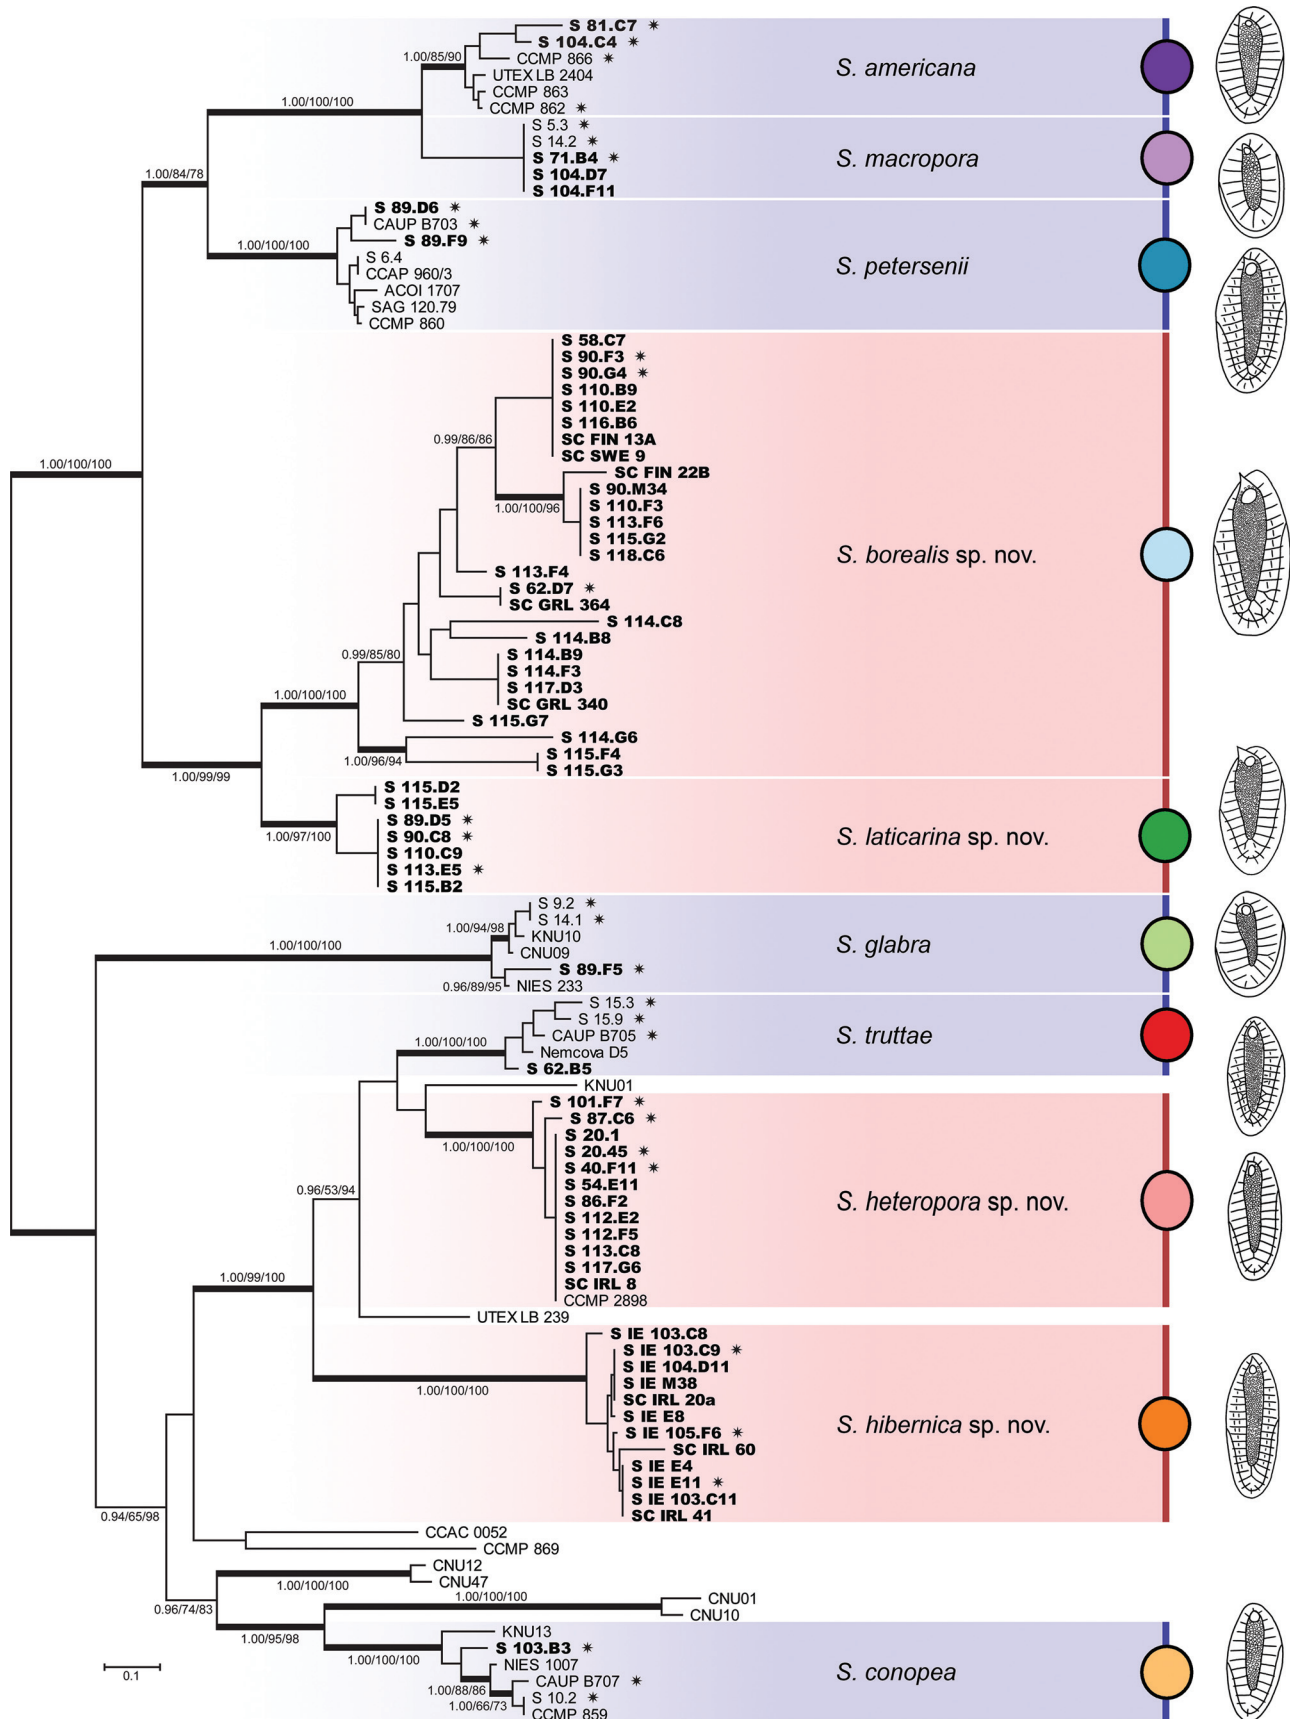 S 81.C7 ✷
S 104.C4 ✷
1.00/85/90
CCMP 866 ✷
S. americana
UTEX LB 2404
CCMP 863
1.00/100/100
CCMP 862 ✷
S 5.3 ✷
S 14.2 ✷
S 71.B4 ✷
S. macropora
S 104.D7
1.00/84/78
S 104.F11
S 89.D6 ✷
CAUP B703 ✷
1.00/100/100
S 89.F9 ✷
S 6.4
S. petersenii
CCAP 960/3
ACOI 1707
SAG 120.79
CCMP 860
S 58.C7
S 90.F3 ✷
S 90.G4 ✷
S 110.B9
S 110.E2
S 116.B6
0.99/86/86
SC FIN 13A
SC SWE 9
1.00/100/100
SC FIN 22B
S 90.M34
1.00/100/96
S 110.F3
S 113.F6
S 115.G2
S 118.C6
S. borealis sp. nov.
S 113.F4
S 62.D7 ✷
SC GRL 364
S 114.C8
S 114.B8
0.99/85/80
S 114.B9
S 114.F3
S 117.D3
1.00/100/100
SC GRL 340
S 115.G7
S 114.G6
S 115.F4
1.00/96/94
S 115.G3
1.00/99/99
S 115.D2
S 115.E5
S 89.D5 ✷
1.00/97/100
S 90.C8 ✷
S. laticarina sp. nov.
S 110.C9
S 113.E5 ✷
S 115.B2
S 9.2 ✷
S 14.1 ✷
1.00/94/98
KNU10
S. glabra
1.00/100/100
CNU09
S 89.F5 ✷
0.96/89/95
NIES 233
S 15.3 ✷
S 15.9 ✷
CAUP B705 ✷
S. truttae
1.00/100/100
Nemcova D5
S 62.B5
KNU01
S 101.F7 ✷
S 87.C6 ✷
S 20.1
1.00/100/100
S 20.45 ✷
S 40.F11 ✷
S 54.E11
0.96/53/94
S 86.F2
S. heteropora sp. nov.
S 112.E2
S 112.F5
S 113.C8
S 117.G6
1.00/99/100
SC IRL 8
CCMP 2898
UTEX LB 239
S IE 103.C8
S IE 103.C9 ✷
S IE 104.D11
1.00/100/100
S IE M38
SC IRL 20a
S IE E8
S. hibernica sp. nov.
S IE 105.F6 ✷
SC IRL 60
S IE E4
S IE E11 ✷
S IE 103.C11
SC IRL 41
0.94/65/98
CCAC 0052
CCMP 869
CNU12
1.00/100/100
CNU47
1.00/100/100
CNU01
0.96/74/83
CNU10
KNU13
1.00/95/98
S 103.B3 ✷
1.00/100/100
NIES 1007
S. conopea
0.1
CAUP B707 ✷
1.00/88/86
S 10.2 ✷
1.00/66/73
CCMP 859